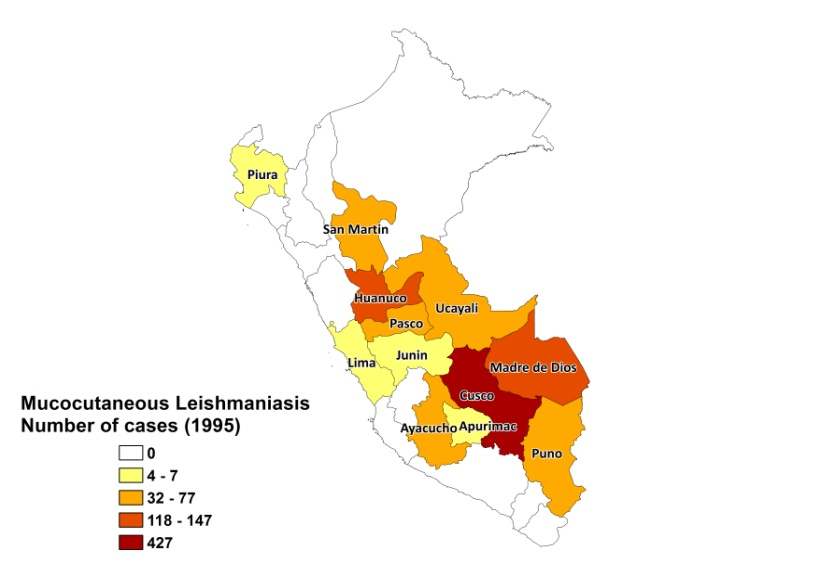 Piura
San Martin
Huanuco
Ucayali
Pasco
Junin
Lima
Madre de Dios
Cusco
Ayacucho
Apurimac
Puno
Mucocutaneous Leishmaniasis
Number of cases (1995)
0
4 - 7
32 - 77
118 - 147
427